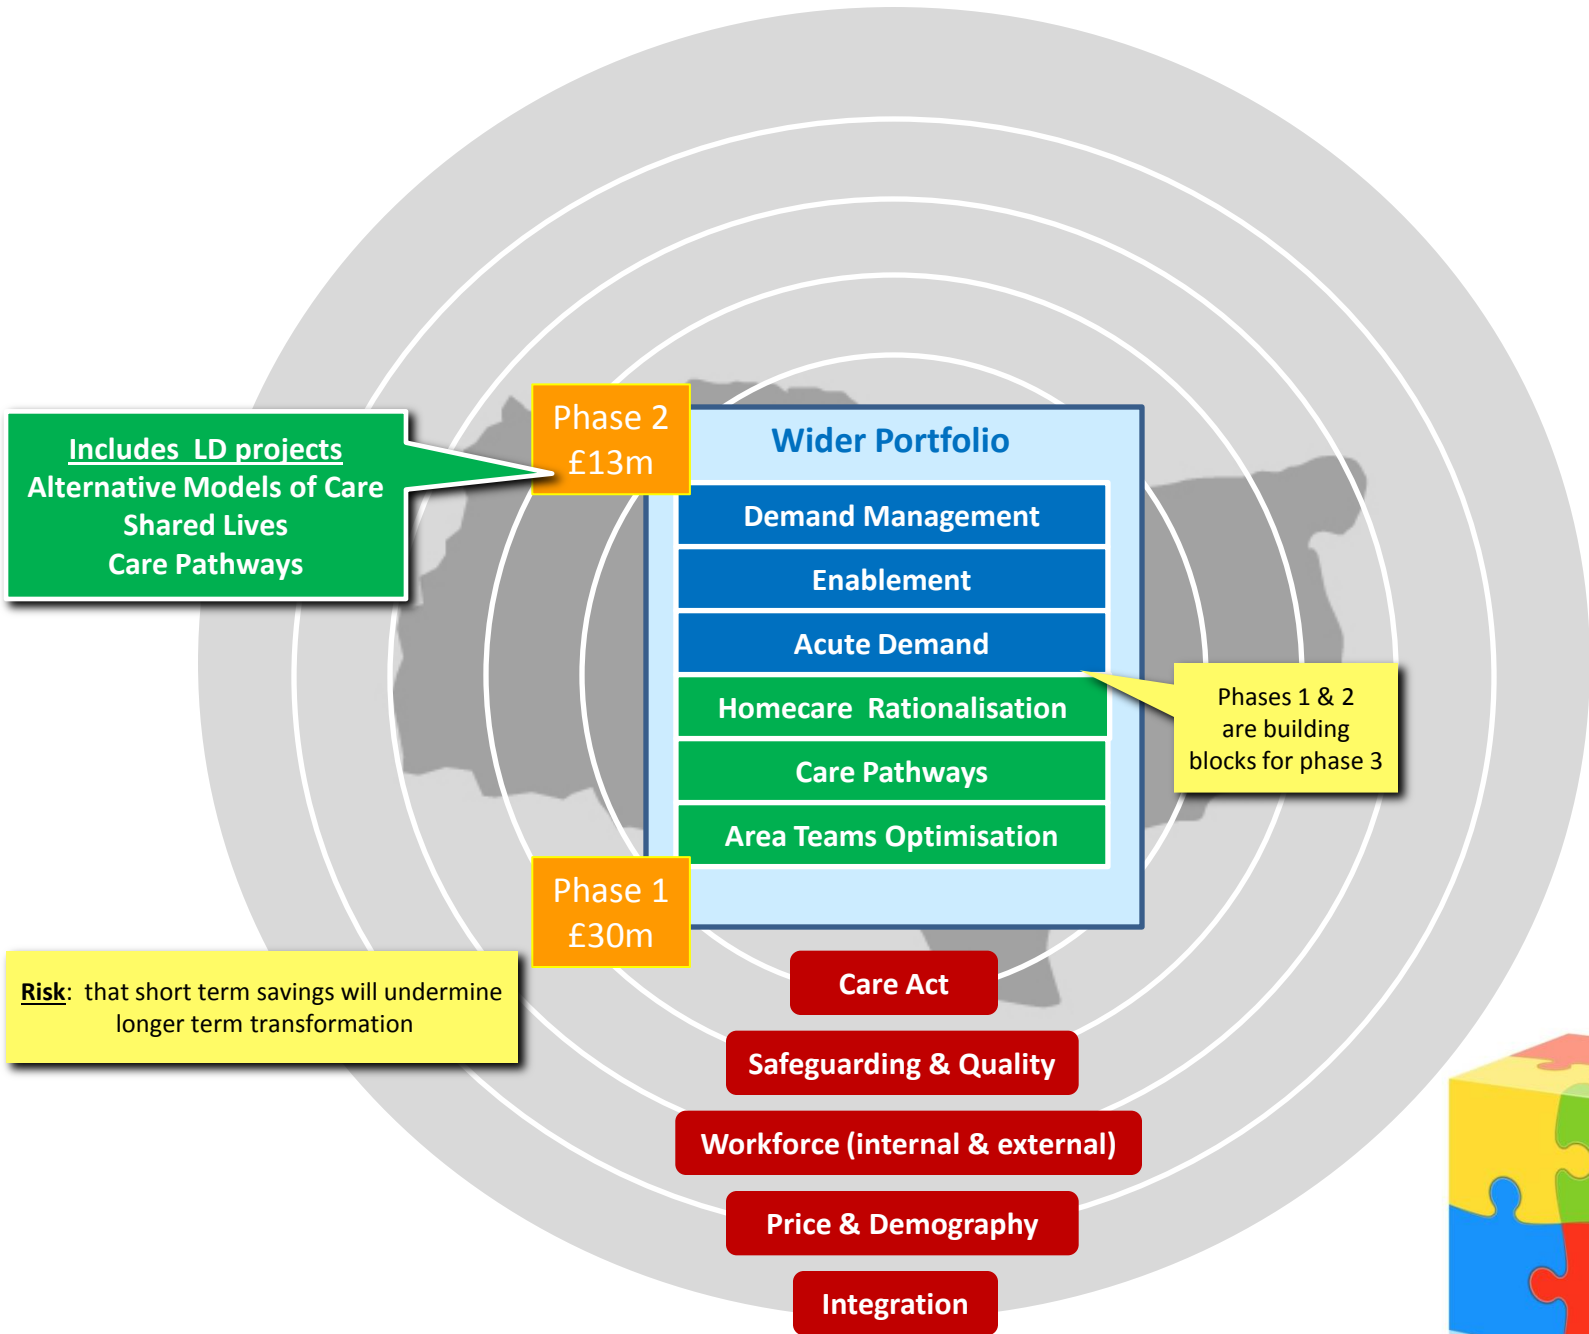 Phase 2
£13m
Wider Portfolio
Includes LD projects
Alternative Models of Care
Shared Lives
Care Pathways
Demand Management
Enablement
Acute Demand
Homecare Rationalisation
Care Pathways
Area Teams Optimisation
Phases 1 & 2
are building
blocks for phase 3
Phase 1
£30m
Risk: that short term savings will undermine
longer term transformation
Care Act
Safeguarding & Quality
Workforce (internal & external)
Price & Demography
Integration